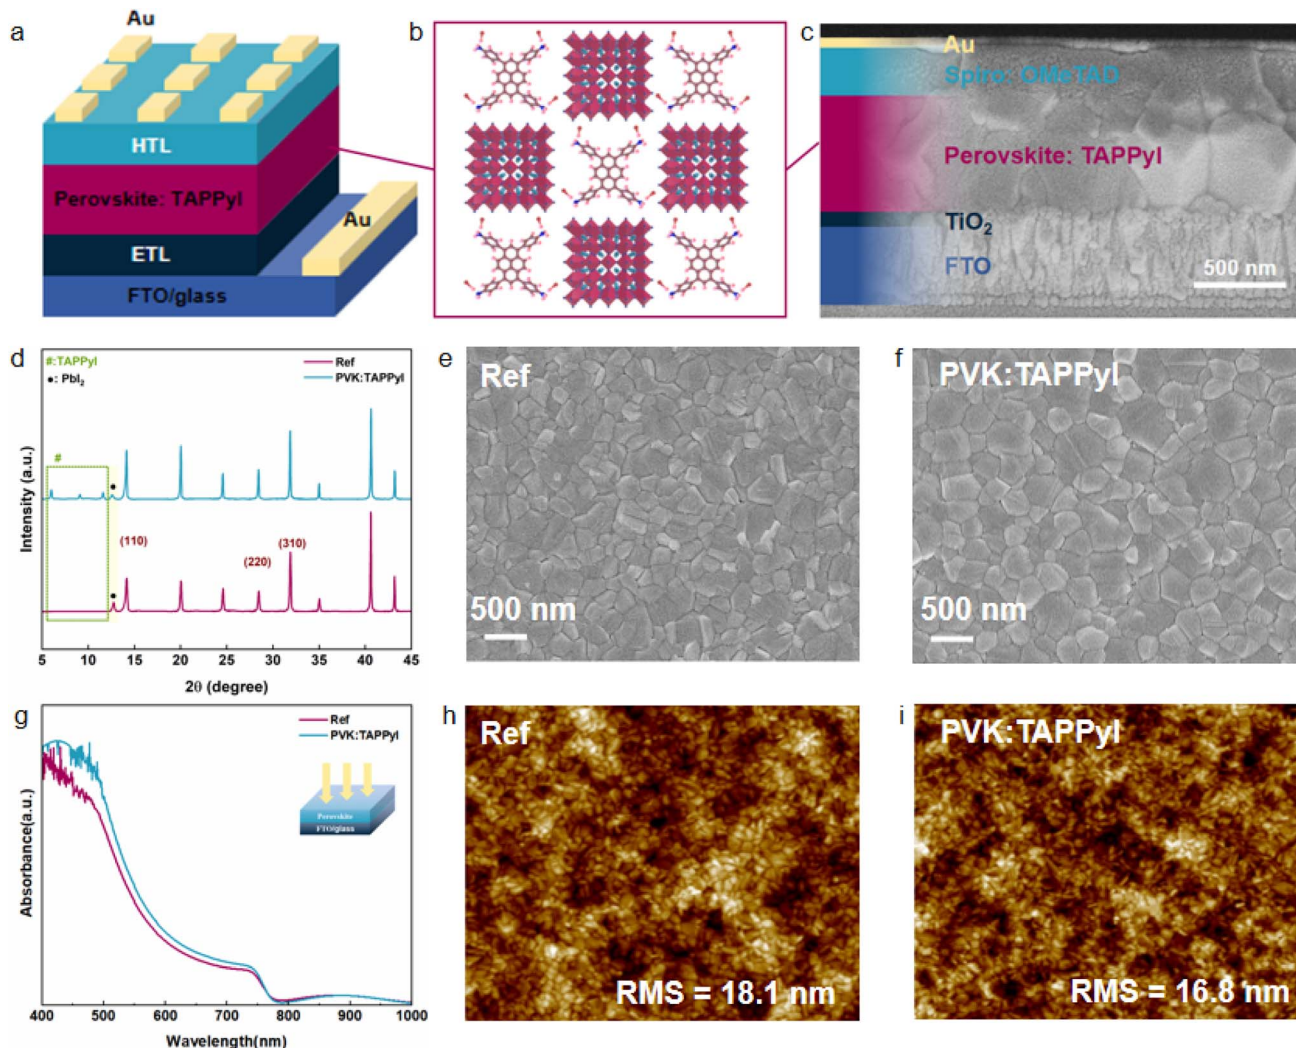 a
Au
HTL
Perovskite: TAPPyI
Au
ETL
FTO/glass
b
c
Au
Spiro: OMeTAD
Perovskite: TAPPyI
TiO₂
FTO
500 nm
d
#:TAPPyI
●: PbI₂
Ref
PVK:TAPPyI
#
●
(110)
(220)
(310)
●
Intensity (a.u.)
5 10 15 20 25 30 35 40 45
2θ (degree)
e
Ref
500 nm
f
PVK:TAPPyI
500 nm
g
Ref
PVK:TAPPyI
Perovskite
FTO/glass
Absorbance(a.u.)
400 500 600 700 800 900 1000
Wavelength(nm)
h
Ref
RMS = 18.1 nm
i
PVK:TAPPyI
RMS = 16.8 nm